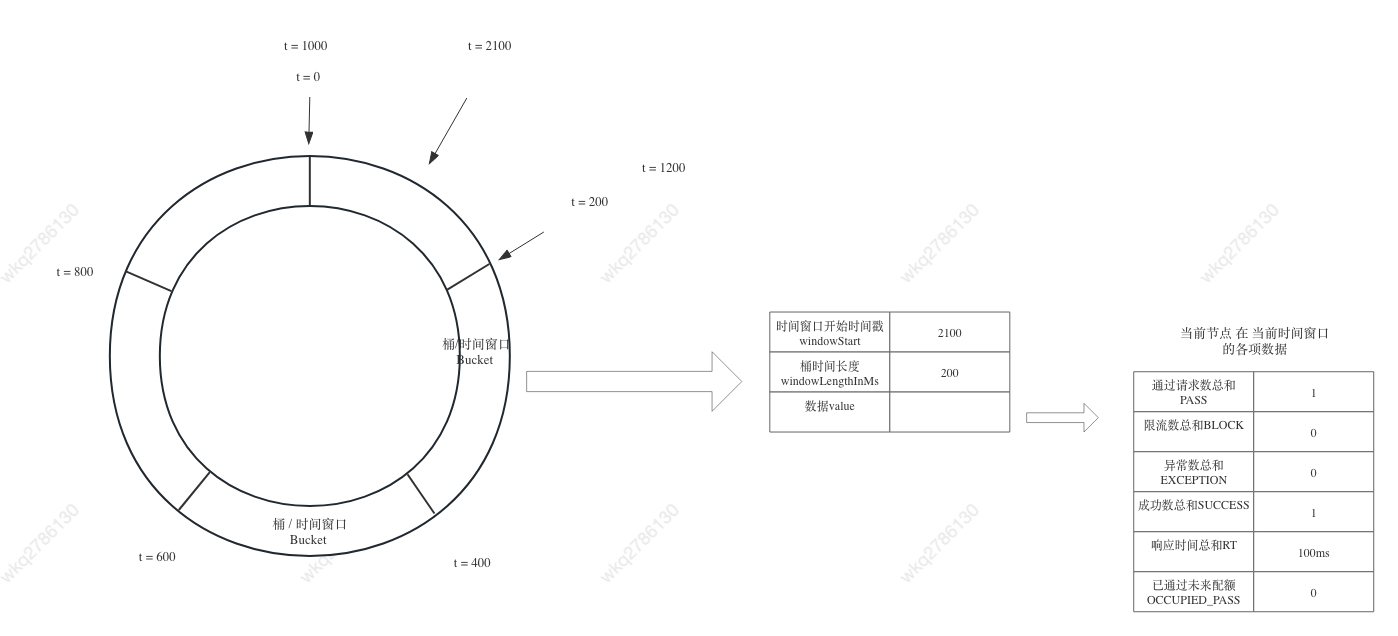 t = 1000
t = 2100
t = 0
t = 1200
t = 200
t = 800
桶/时间窗口
Bucket
桶 / 时间窗口
Bucket
t = 600
t = 400
时间窗口开始时间戳
windowStart
2100
桶时间长度
windowLengthInMs
200
数据value
当前节点 在 当前时间窗口
的各项数据
通过请求数总和
PASS
1
限流数总和BLOCK
0
异常数总和
EXCEPTION
0
成功数总和SUCCESS
1
响应时间总和RT
100ms
已通过未来配额
OCCUPIED_PASS
0
wkq2786130
wkq2786130
wkq2786130
wkq2786130
wkq2786130
wkq2786130
wkq2786130
wkq2786130